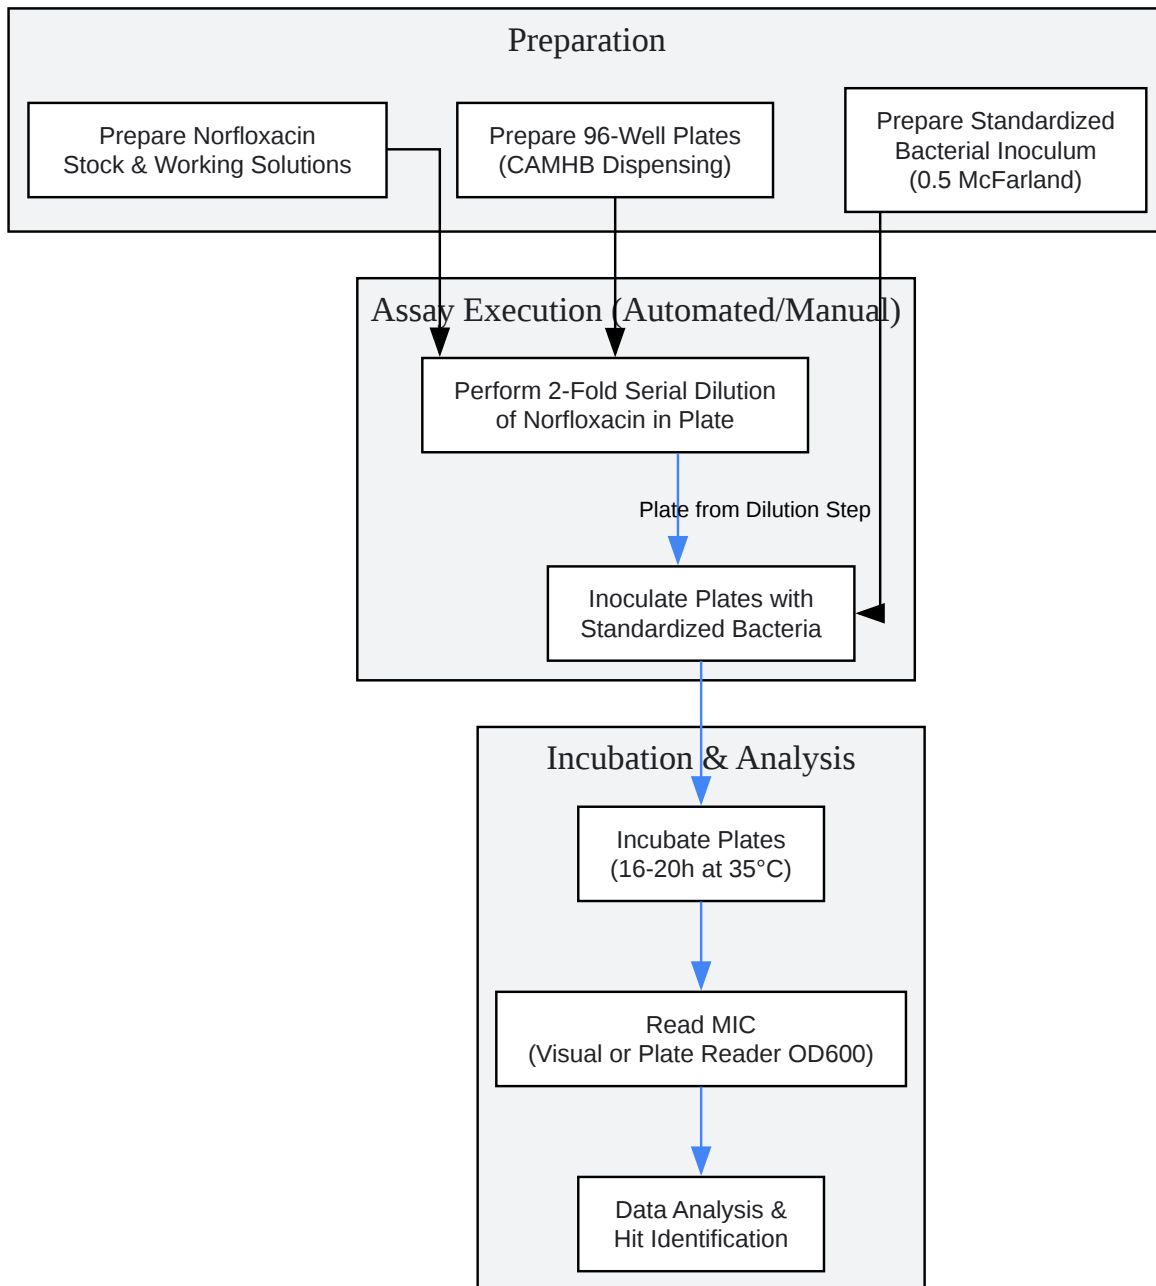 Preparation
Prepare Norfloxacin
Stock & Working Solutions
Prepare 96-Well Plates
(CAMHB Dispensing)
Prepare Standardized
Bacterial Inoculum
(0.5 McFarland)
Assay Execution (Automated/Manual)
Perform 2-Fold Serial Dilution
of Norfloxacin in Plate
Plate from Dilution Step
Inoculate Plates with
Standardized Bacteria
Incubation & Analysis
Incubate Plates
(16-20h at 35°C)
Read MIC
(Visual or Plate Reader OD600)
Data Analysis &
Hit Identification